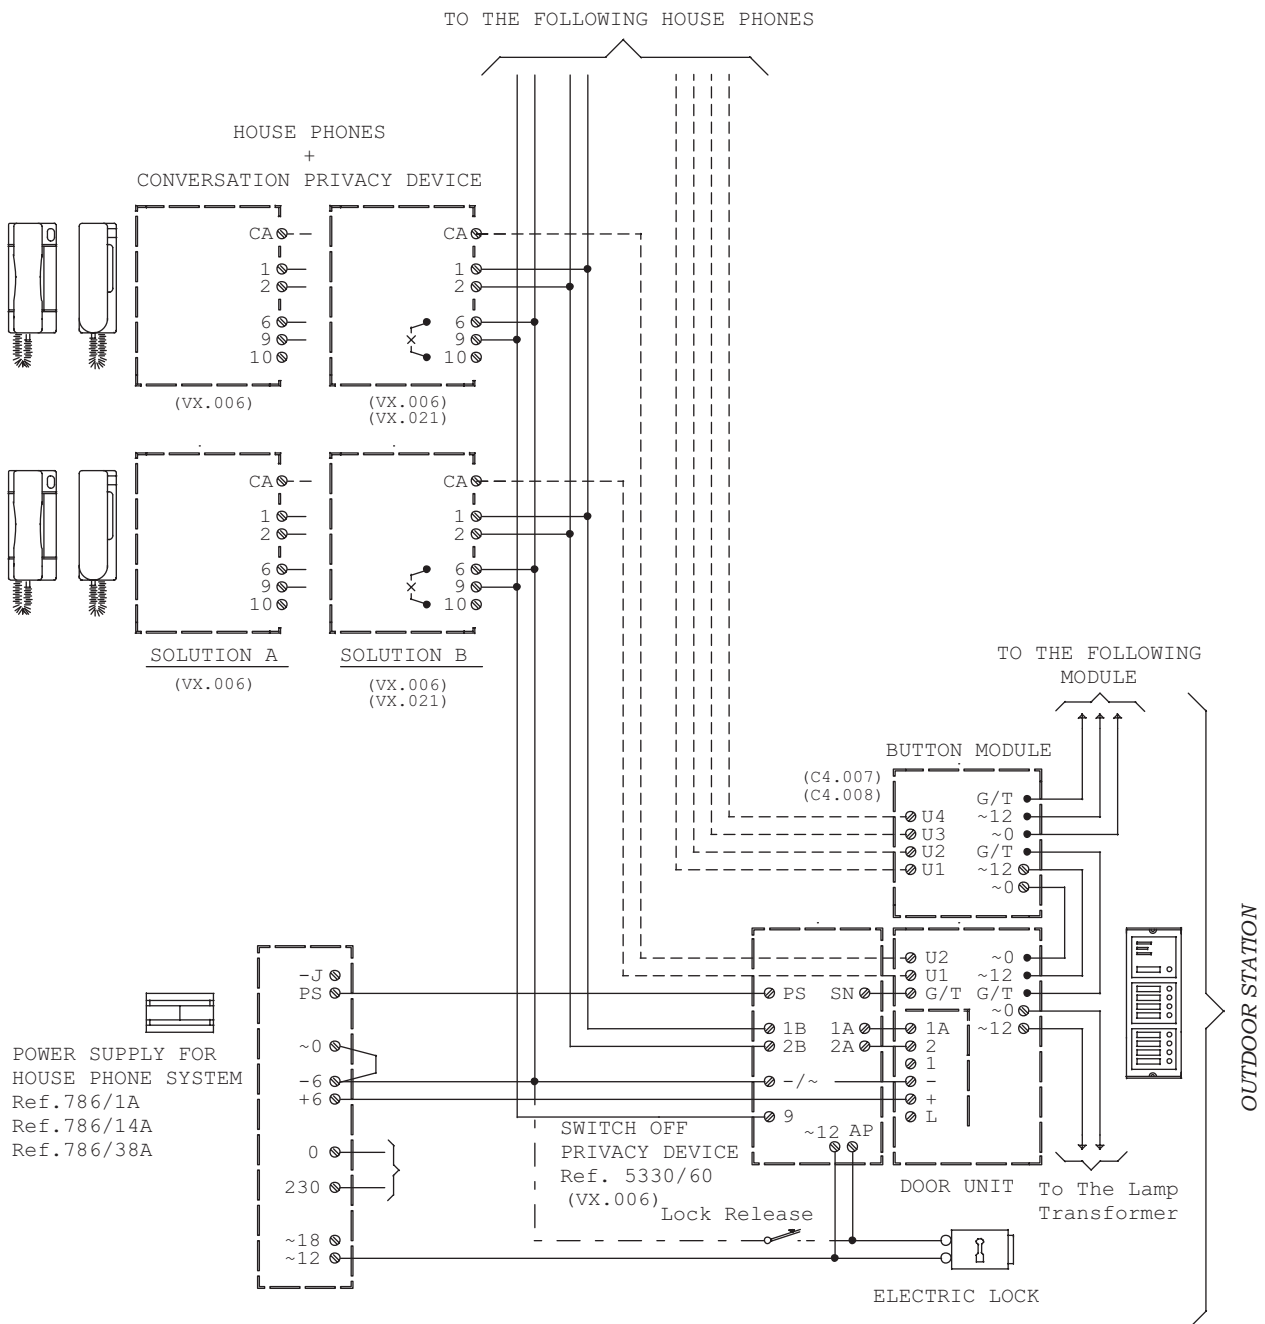 TO THE FOLLOWING HOUSE PHONES
HOUSE PHONES
+
CONVERSATION PRIVACY DEVICE
CA
1
2
6
9
10
(VX.006)
CA
1
2
6
9
10
(VX.006)
(VX.021)
CA
1
2
6
9
10
SOLUTION A
(VX.006)
CA
1
2
6
9
10
SOLUTION B
(VX.006)
(VX.021)
TO THE FOLLOWING
MODULE
BUTTON MODULE
(C4.007)
(C4.008)
G/T
U4 ~12
U3 ~0
U2 G/T
U1 ~12
~0
U2 ~0
U1 ~12
G/T G/T
~0
1A ~12
2
1
-
+
L
DOOR UNIT
PS SN
1B 1A
2B 2A
-/~
9
~12 AP
SWITCH OFF
PRIVACY DEVICE
Ref. 5330/60
(VX.006)
-J
PS
~0
-6
+6
0
230
~18
~12
POWER SUPPLY FOR
HOUSE PHONE SYSTEM
Ref.786/1A
Ref.786/14A
Ref.786/38A
Lock Release
To The Lamp
Transformer
ELECTRIC LOCK
OUTDOOR STATION